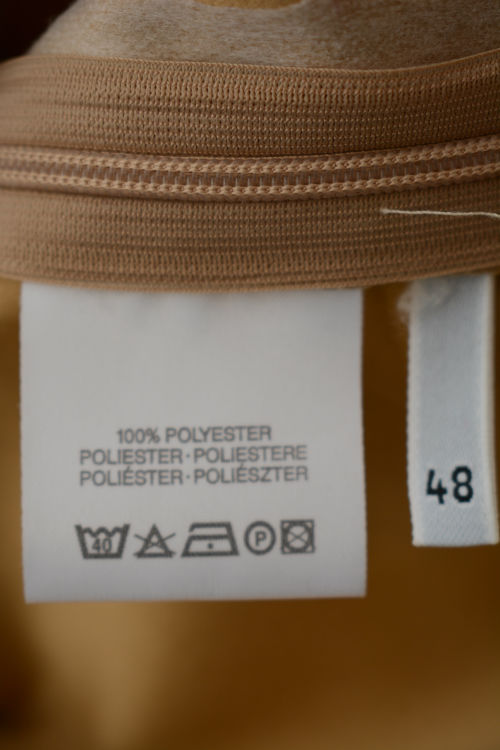 100% POLYESTER
POLIESTER·POLIESTERE
POLIÉSTER·POLIÉSZTER
40 P
48